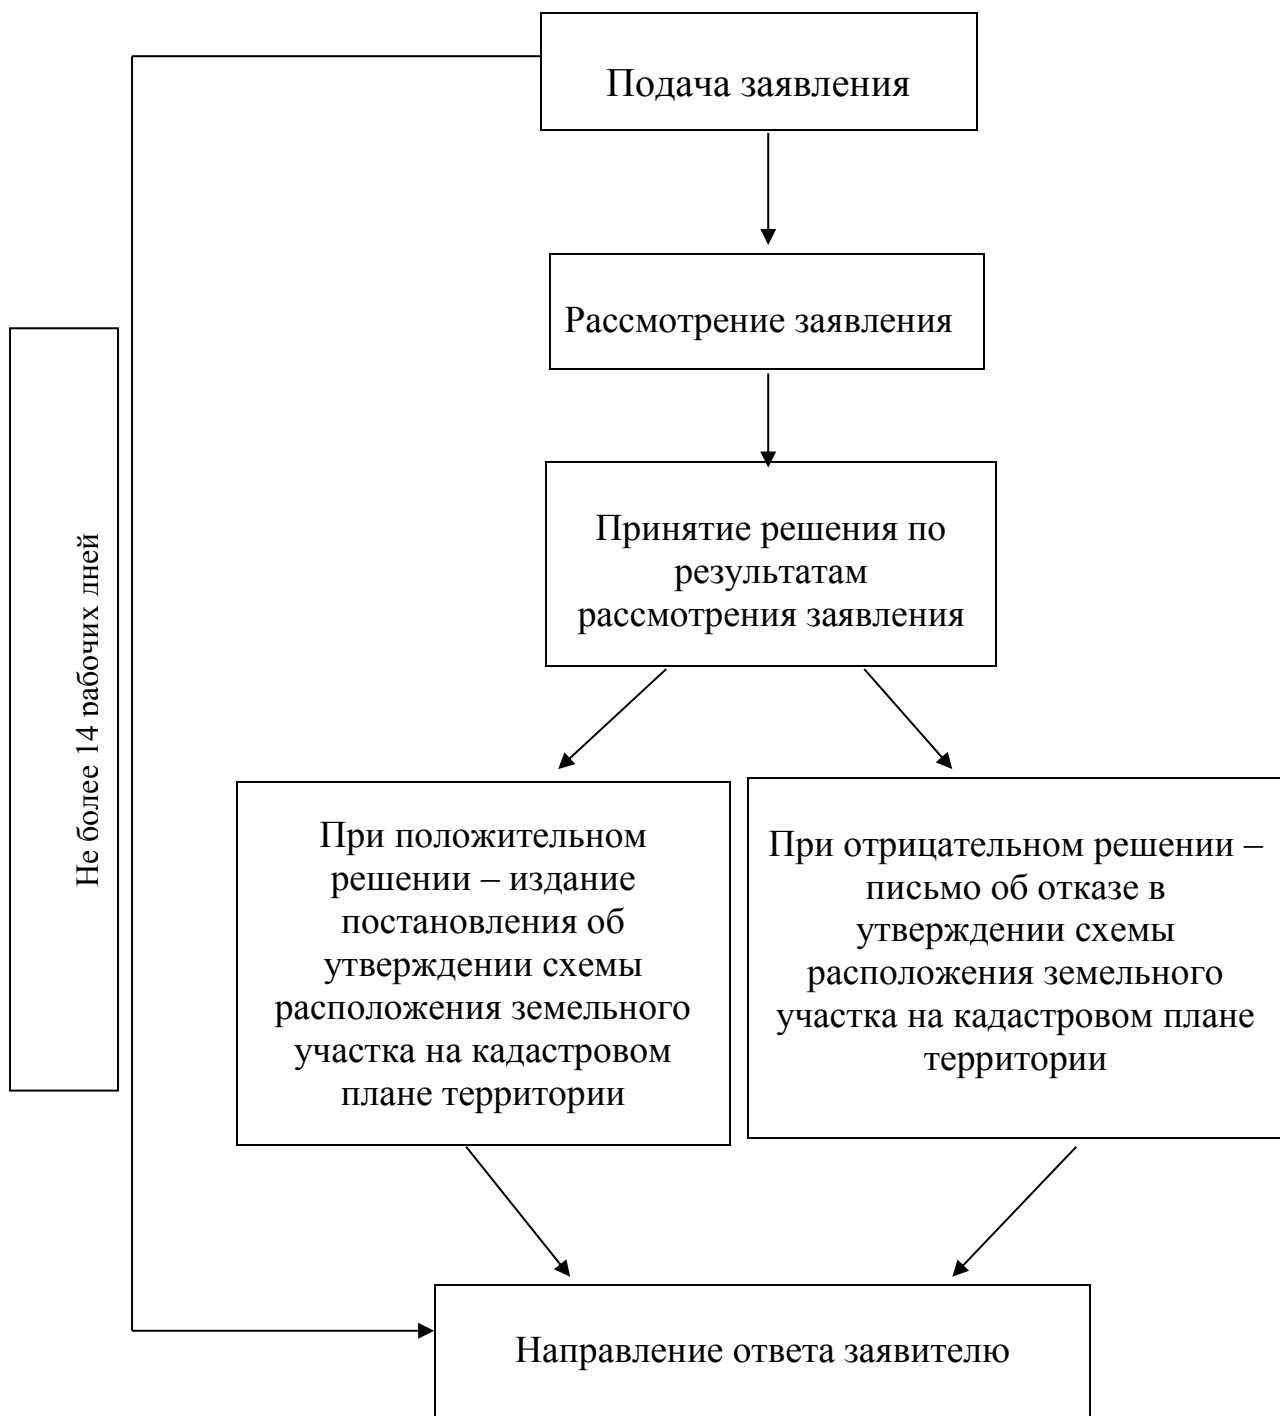 Подача заявления
Рассмотрение заявления
Принятие решения по
результатам
рассмотрения заявления
Не более 14 рабочих дней
При положительном
решении – издание
постановления об
утверждении схемы
расположения земельного
участка на кадастровом
плане территории
При отрицательном решении –
письмо об отказе в
утверждении схемы
расположения земельного
участка на кадастровом плане
территории
Направление ответа заявителю